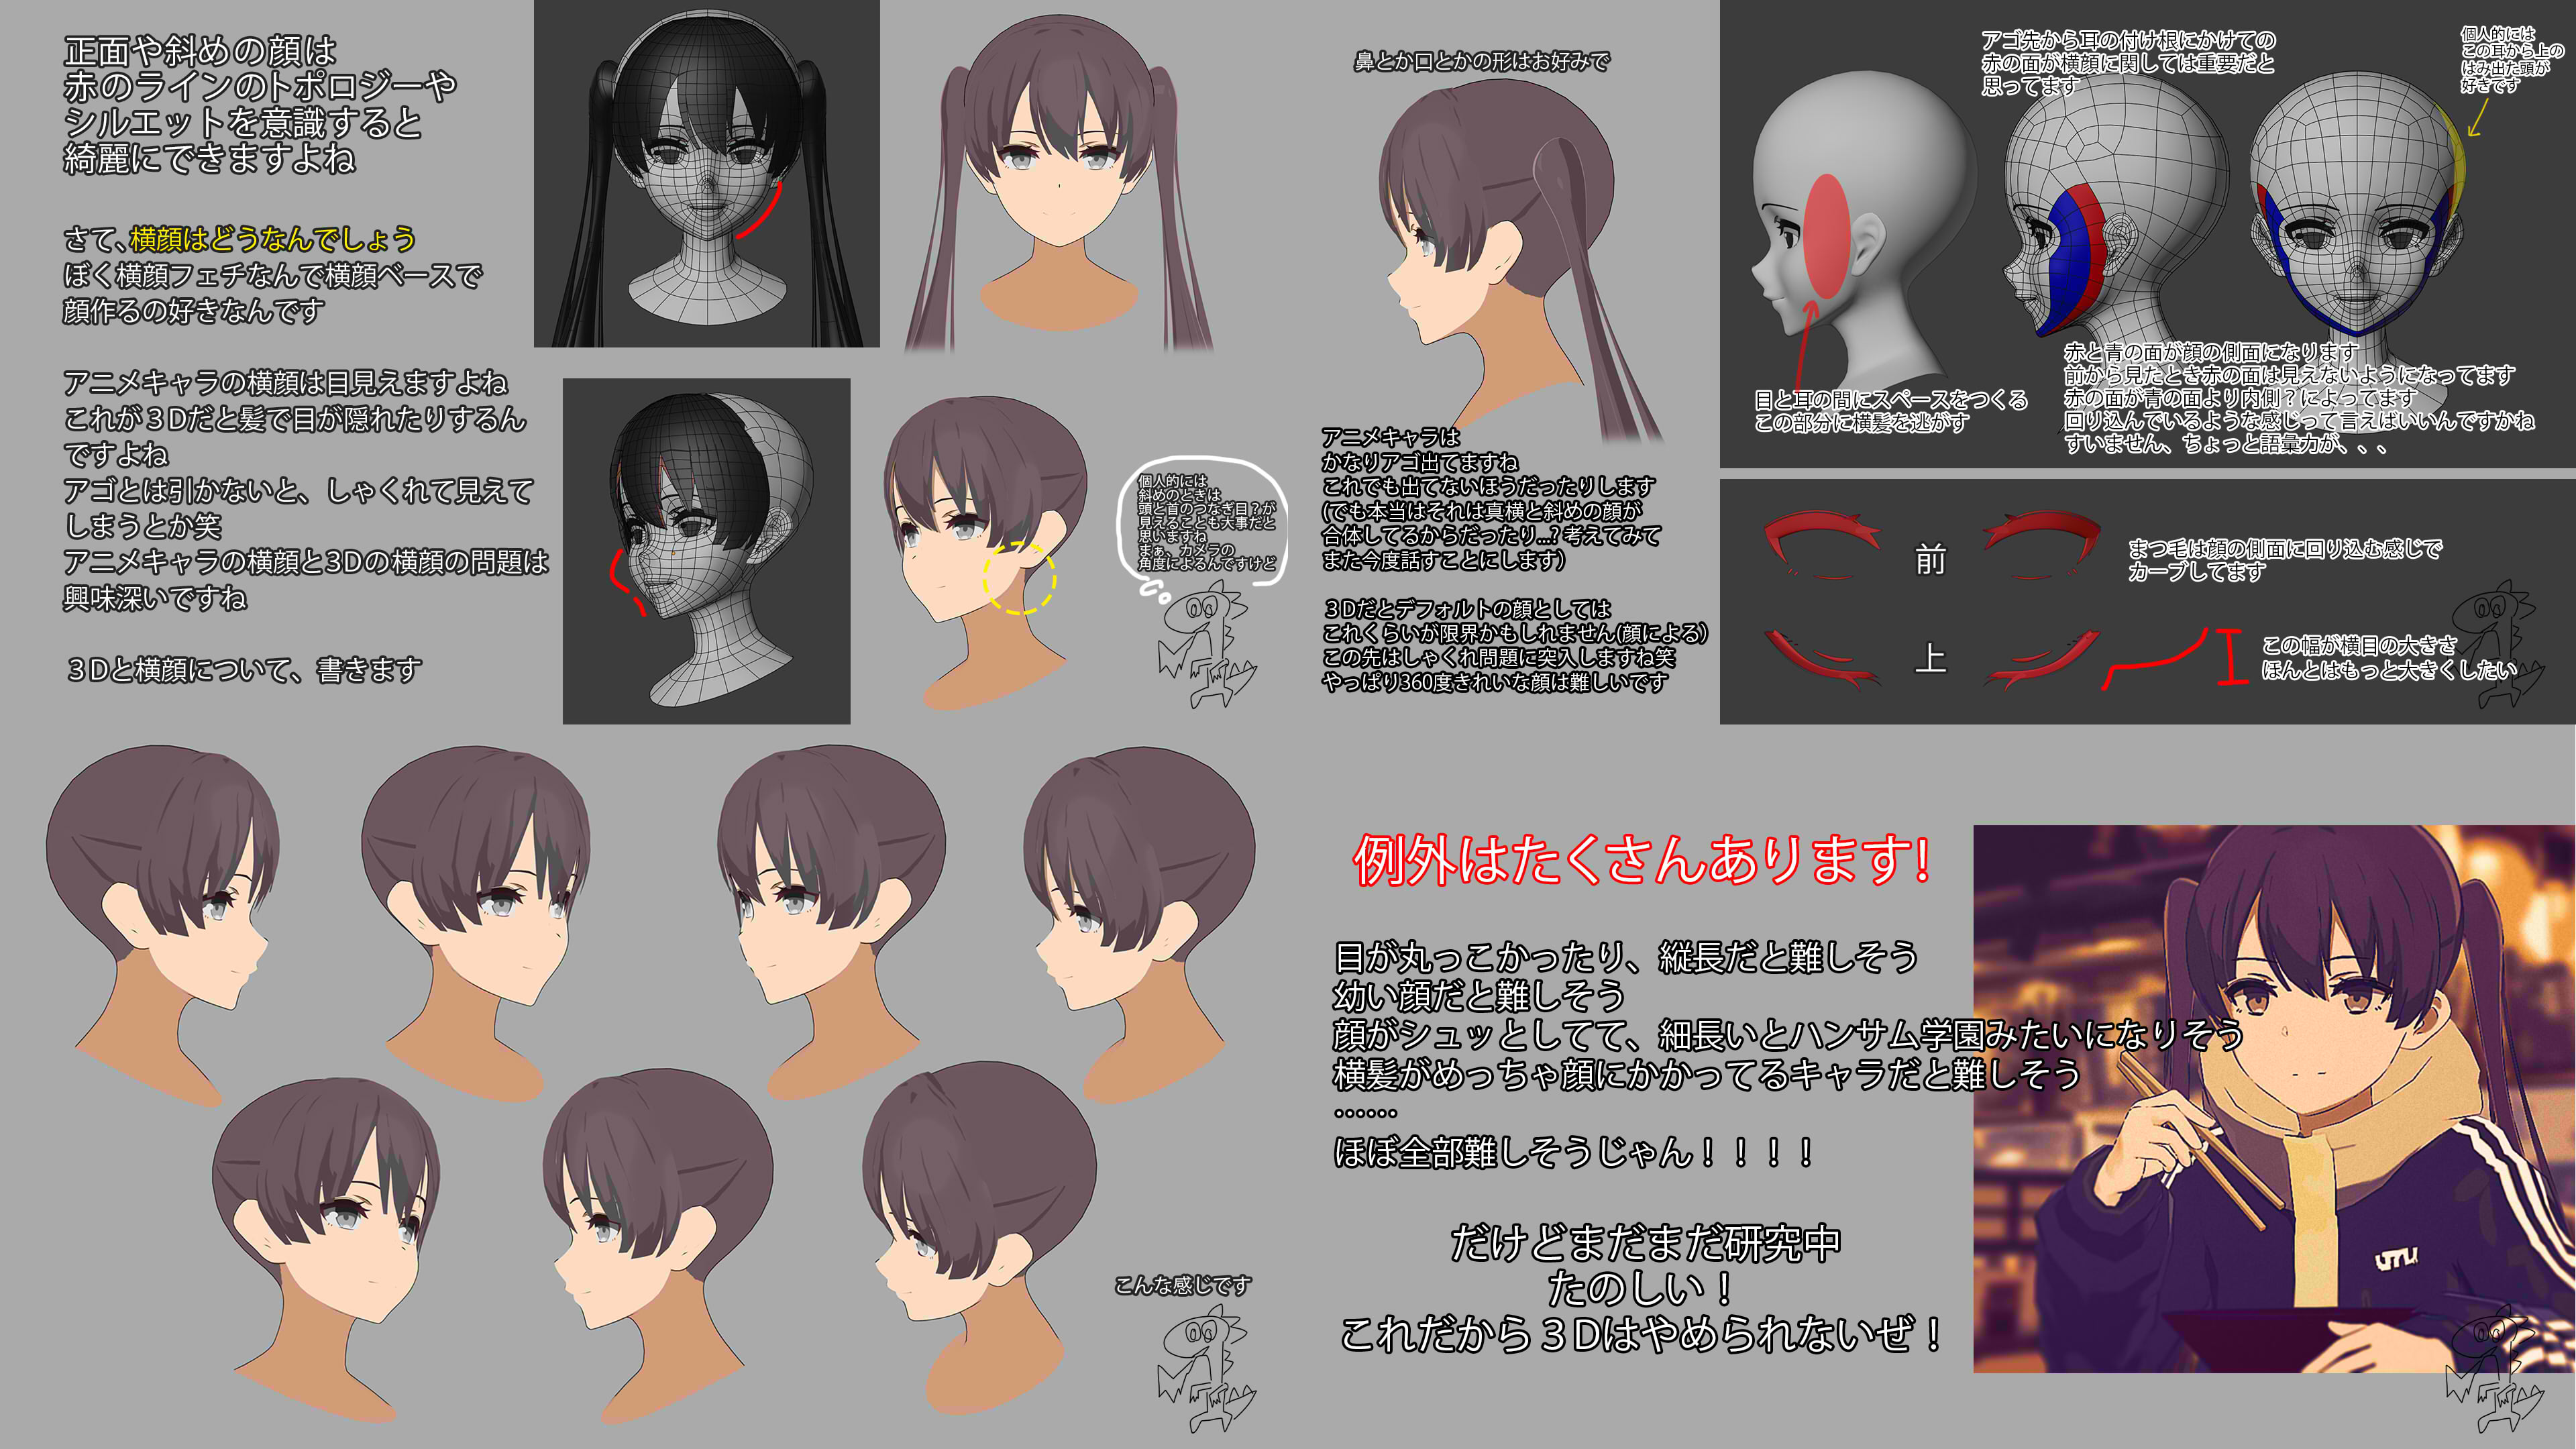 正面や斜めの顔は
赤のラインのトポロジーや
シルエットを意識すると
綺麗にできますよね
さて、横顔はどうなんでしょう
ぼく横顔フェチなんで横顔ベースで
顔作るの好きなんです
アニメキャラの横顔は目見えますよね
これが３Dだと髪で目が隠れたりするん
ですよね
アゴとは引かないと、しゃくれて見えて
しまうとか笑
アニメキャラの横顔と3Dの横顔の問題は
興味深いですね
３Dと横顔について、書きます
個人的には
斜めのときは
頭と首のつなぎ目？が
見えることも大事だと
思いますね
まぁ、カメラの
角度によるんですけど
鼻とか口とかの形はお好みで
アニメキャラは
かなりアゴ出てますね
これでも出てないほうだったりします
(でも本当はそれは真横と斜めの顔が
合体してるからだったり...? 考えてみて
また今度話すことにします)
３Dだとデフォルトの顔としては
これくらいが限界かもしれません(顔による)
この先はしゃくれ問題に突入しますね笑
やっぱり360度きれいな顔は難しいです
アゴ先から耳の付け根にかけての
赤の面が横顔に関しては重要だと
思ってます
個人的には
この耳から上の
はみ出た頭が
好きです
目と耳の間にスペースをつくる
この部分に横髪を逃がす
赤と青の面が顔の側面になります
前から見たとき赤の面は見えないようになってます
赤の面が青の面より内側？によってます
回り込んでいるような感じって言えばいいんですかね
すいません、ちょっと語彙力が、、、
前
まつ毛は顔の側面に回り込む感じで
カーブしてます
上
この幅が横目の大きさ
ほんとはもっと大きくしたい
こんな感じです
例外はたくさんあります!
目が丸っこかったり、縦長だと難しそう
幼い顔だと難しそう
顔がシュッとしてて、細長いとハンサム学園みたいになりそう
横髪がめっちゃ顔にかかってるキャラだと難しそう
……
ほぼ全部難しそうじゃん！！！！
だけどまだまだ研究中
たのしい！
これだから３Dはやめられないぜ！